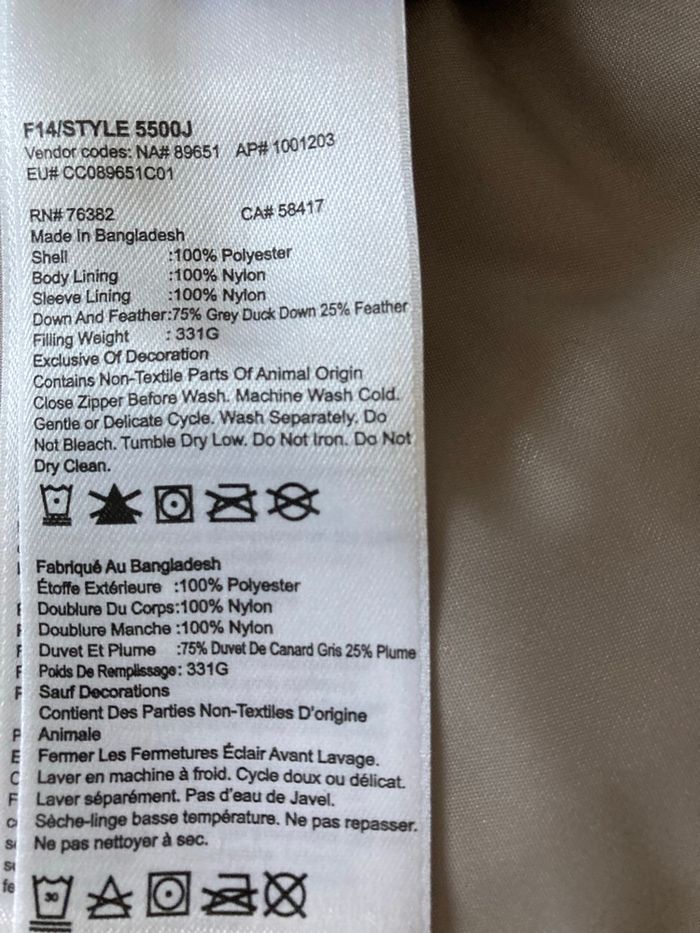 F14/STYLE 5500J
Vendor codes: NA# 89651 AP# 1001203
EU# CC089651C01
RN# 76382 CA# 58417
Made In Bangladesh
Shell :100% Polyester
Body Lining :100% Nylon
Sleeve Lining :100% Nylon
Down And Feather:75% Grey Duck Down 25% Feather
Filling Weight : 331G
Exclusive Of Decoration
Contains Non-Textile Parts Of Animal Origin
Close Zipper Before Wash. Machine Wash Cold.
Gentle or Delicate Cycle. Wash Separately. Do
Not Bleach. Tumble Dry Low. Do Not Iron. Do Not
Dry Clean.
Fabriqué Au Bangladesh
Étoffe Extérieure :100% Polyester
Doublure Du Corps:100% Nylon
Doublure Manche :100% Nylon
Duvet Et Plume :75% Duvet De Canard Gris 25% Plume
Poids De Remplissage: 331G
Sauf Decorations
Contient Des Parties Non-Textiles D'origine
Animale
Fermer Les Fermetures Éclair Avant Lavage.
Laver en machine à froid. Cycle doux ou délicat.
Laver séparément. Pas d'eau de Javel.
Sèche-linge basse température. Ne pas repasser.
Ne pas nettoyer à sec.
30